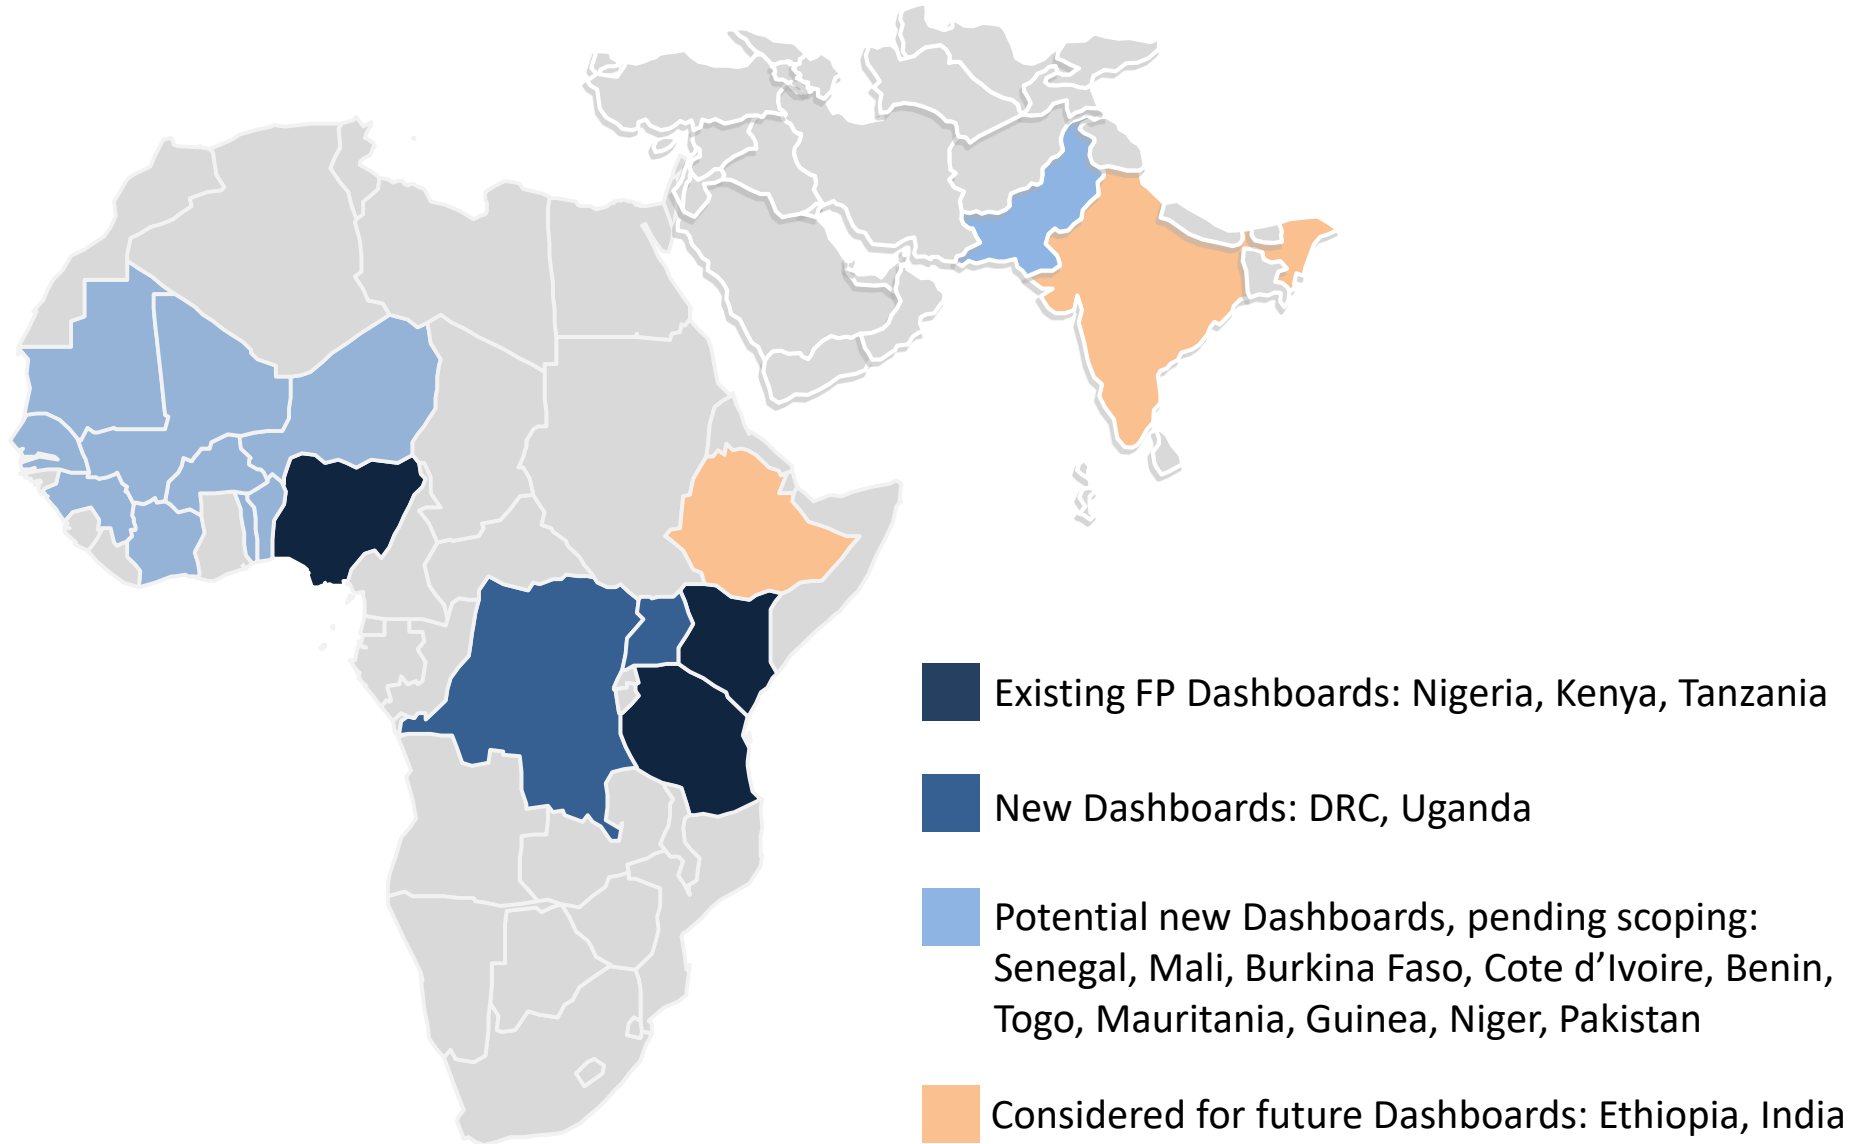 Existing FP Dashboards: Nigeria, Kenya, Tanzania
New Dashboards: DRC, Uganda
Potential new Dashboards, pending scoping:
Senegal, Mali, Burkina Faso, Cote d’Ivoire, Benin,
Togo, Mauritania, Guinea, Niger, Pakistan
Considered for future Dashboards: Ethiopia, India